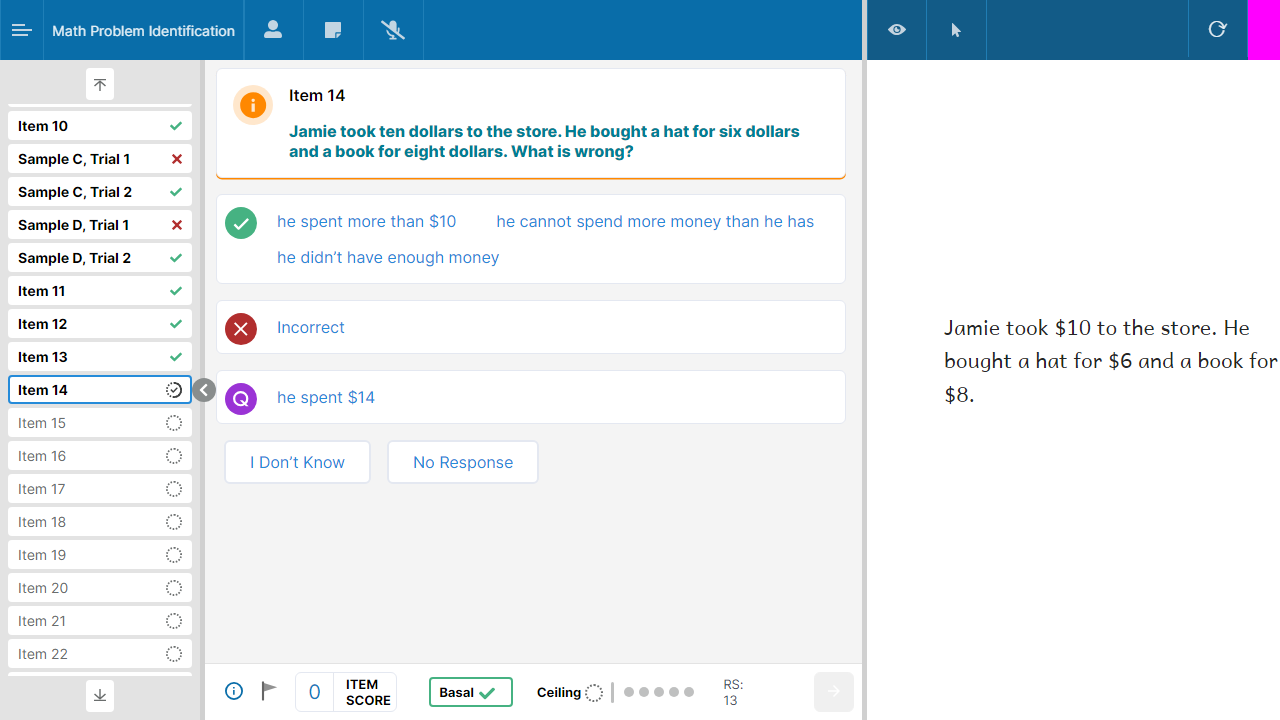 Math Problem Identification
Item 10
Sample C, Trial 1
Sample C, Trial 2
Sample D, Trial 1
Sample D, Trial 2
Item 11
Item 12
Item 13
Item 14
Item 15
Item 16
Item 17
Item 18
Item 19
Item 20
Item 21
Item 22
Item 14
Jamie took ten dollars to the store. He bought a hat for six dollars
and a book for eight dollars. What is wrong?
he spent more than $10 he cannot spend more money than he has
he didn’t have enough money
Incorrect
Q he spent $14
I Don’t Know No Response
0 ITEM SCORE Basal Ceiling RS: 13
Jamie took $10 to the store. He
bought a hat for $6 and a book for
$8.